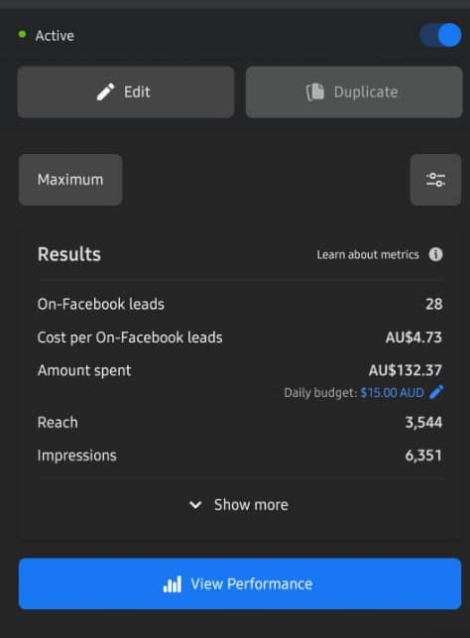 Active
Edit
Duplicate
Maximum
Results
Learn about metrics
On-Facebook leads 28
Cost per On-Facebook leads AU$4.73
Amount spent AU$132.37
Daily budget: $15.00 AUD
Reach 3,544
Impressions 6,351
Show more
View Performance